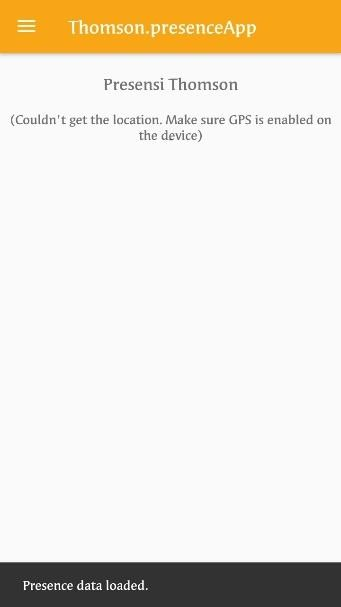 Thomson.presenceApp
Presensi Thomson
(Couldn't get the location. Make sure GPS is enabled on
the device)
Presence data loaded.